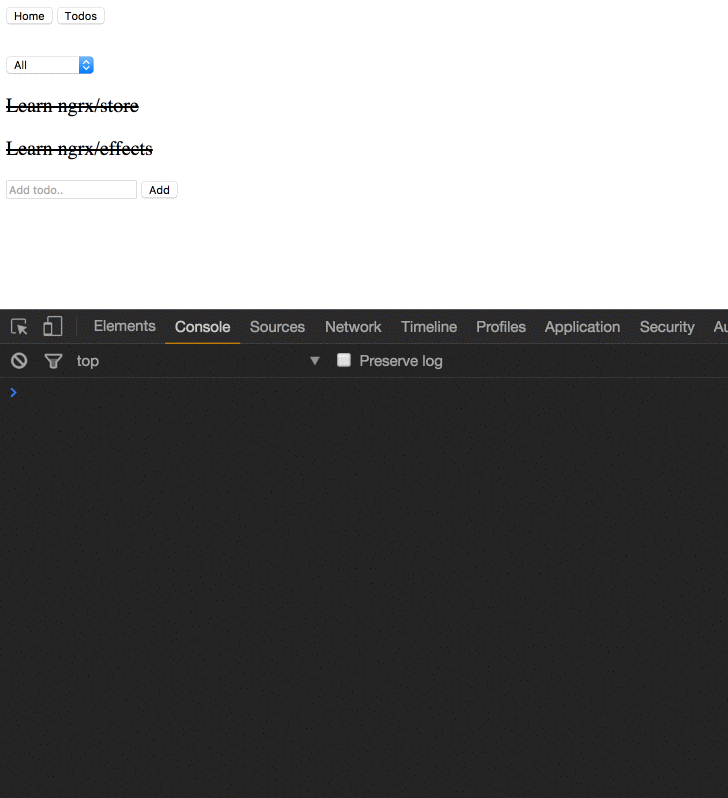 Home Todos
All
Learn ngrx/store
Learn ngrx/effects
Add todo.. Add
Elements Console Sources Network Timeline Profiles Application Security Au
top Preserve log